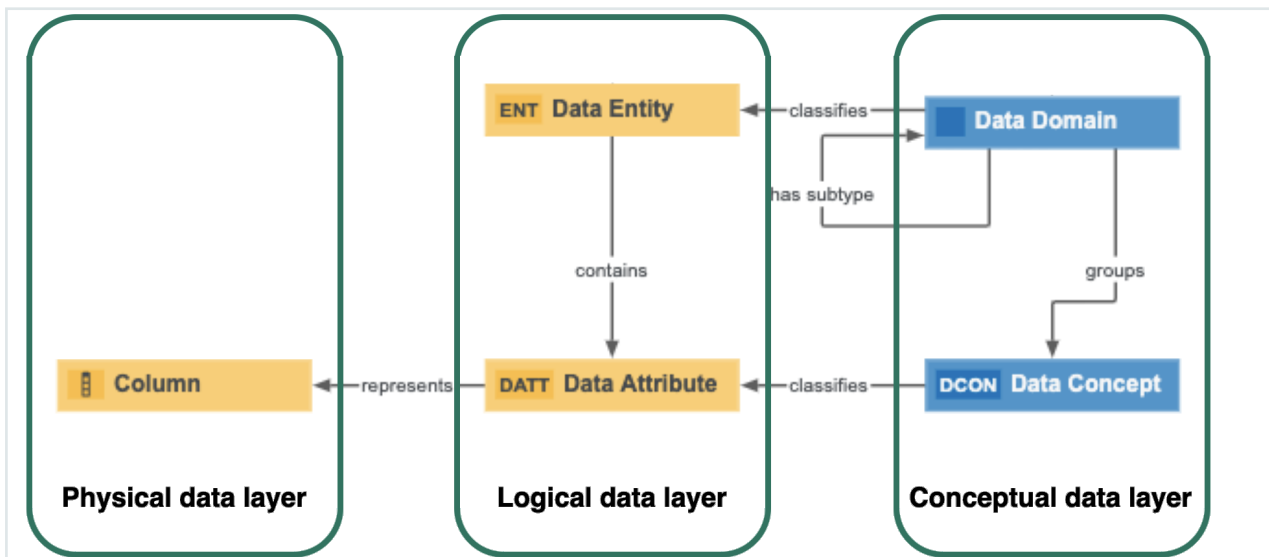 ENT Data Entity
classifies
Data Domain
has subtype
contains
groups
Column
represents
DATT Data Attribute
classifies
DCON Data Concept
Physical data layer
Logical data layer
Conceptual data layer